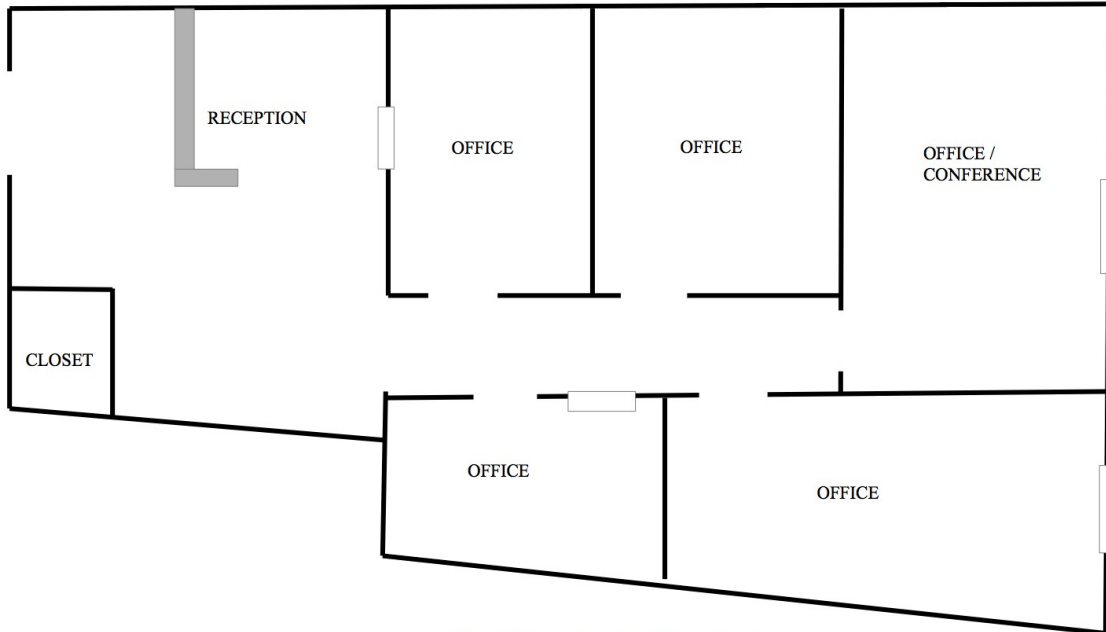 RECEPTION
OFFICE
OFFICE
OFFICE /
CONFERENCE
CLOSET
OFFICE
OFFICE